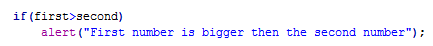 if(first>second)
alert("First number is bigger then the second number");